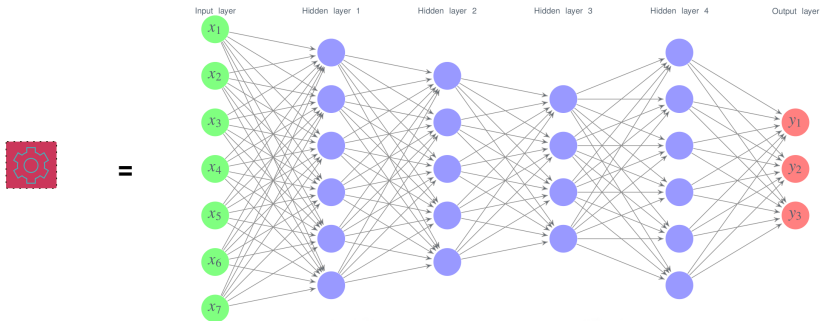 Input layer Hidden layer 1 Hidden layer 2 Hidden layer 3 Hidden layer 4 Output layer
x1
x2
x3
x4
x5
x6
x7
=
y1
y2
y3